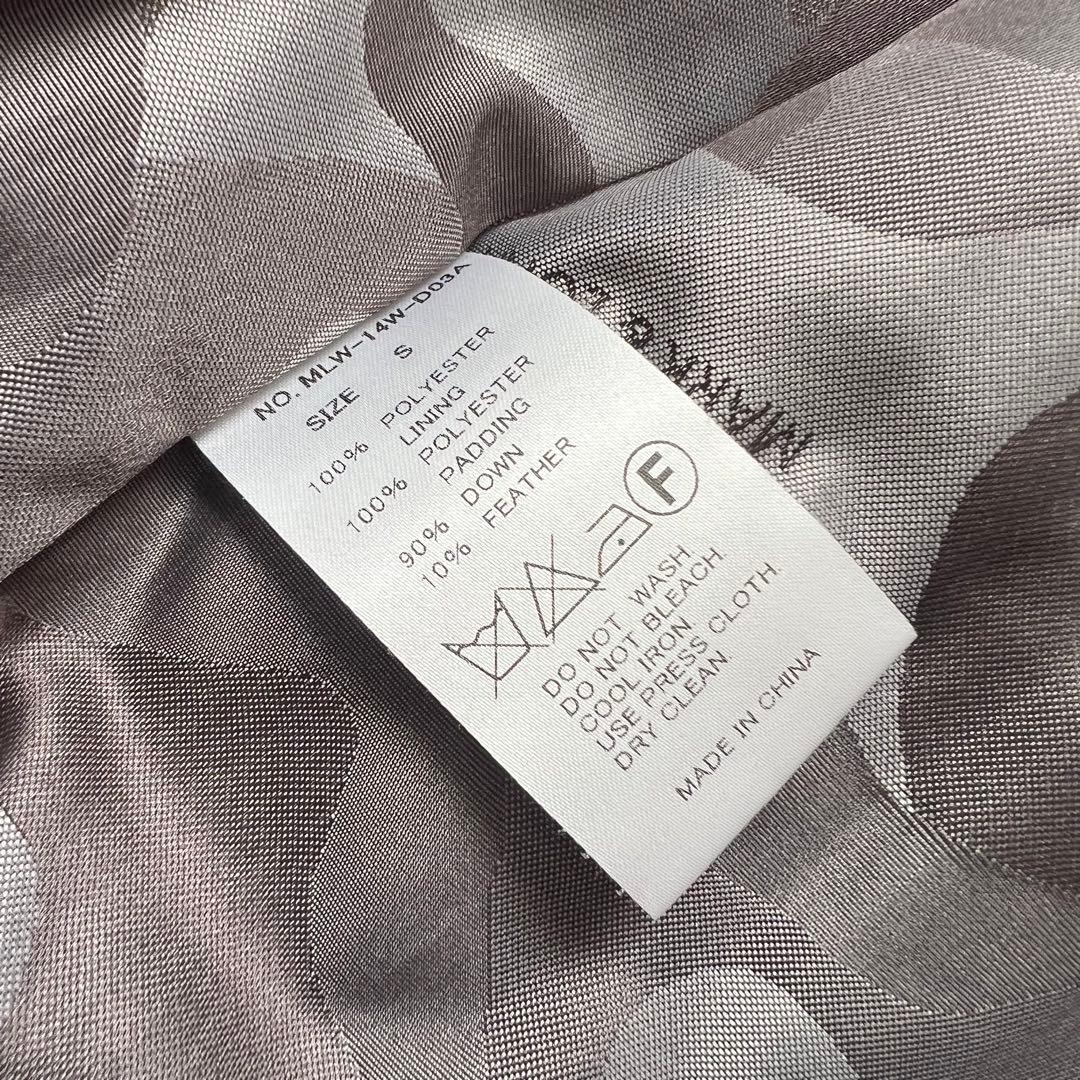 NO. MLW-14W-D03A
SIZE S
100% POLYESTER
LINING
100% POLYESTER
PADDING
90% DOWN
10% FEATHER
F
DO NOT WASH
DO NOT BLEACH
COOL IRON
USE PRESS CLOTH.
DRY CLEAN
MADE IN CHINA